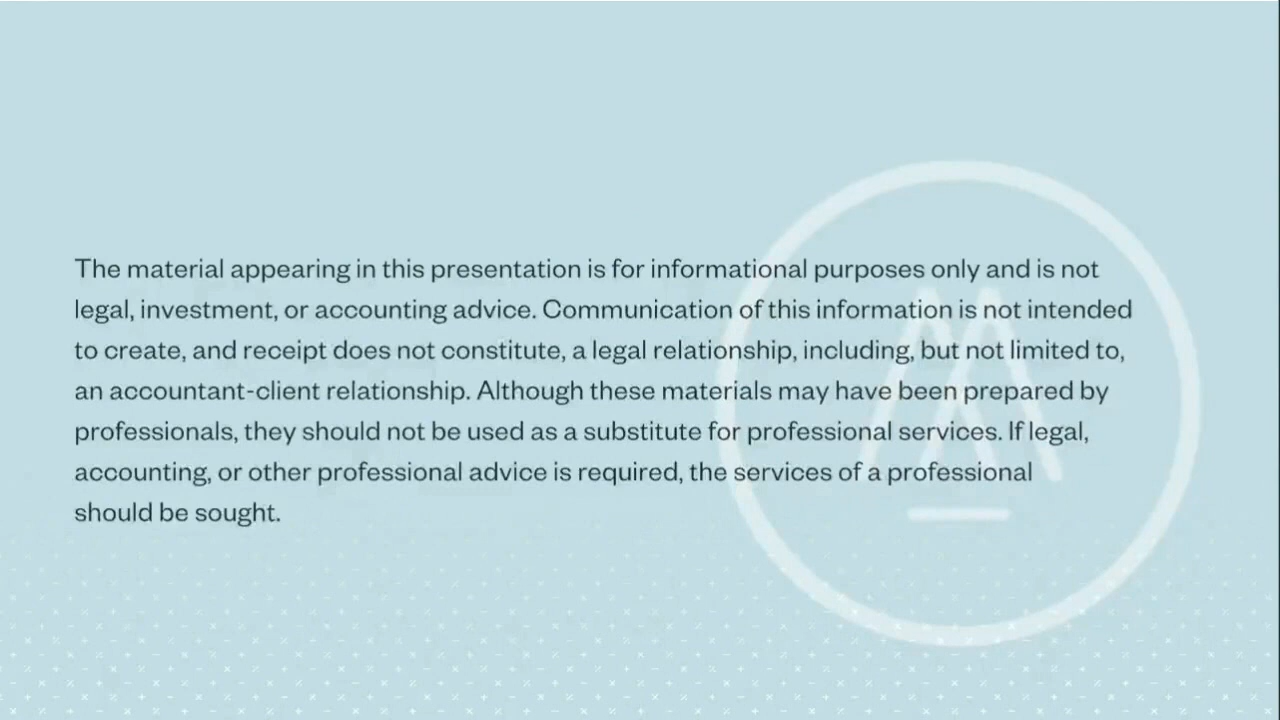 The material appearing in this presentation is for informational purposes only and is not
legal, investment, or accounting advice. Communication of this information is not intended
to create, and receipt does not constitute, a legal relationship, including, but not limited to,
an accountant-client relationship. Although these materials may have been prepared by
professionals, they should not be used as a substitute for professional services. If legal,
accounting, or other professional advice is required, the services of a professional
should be sought.